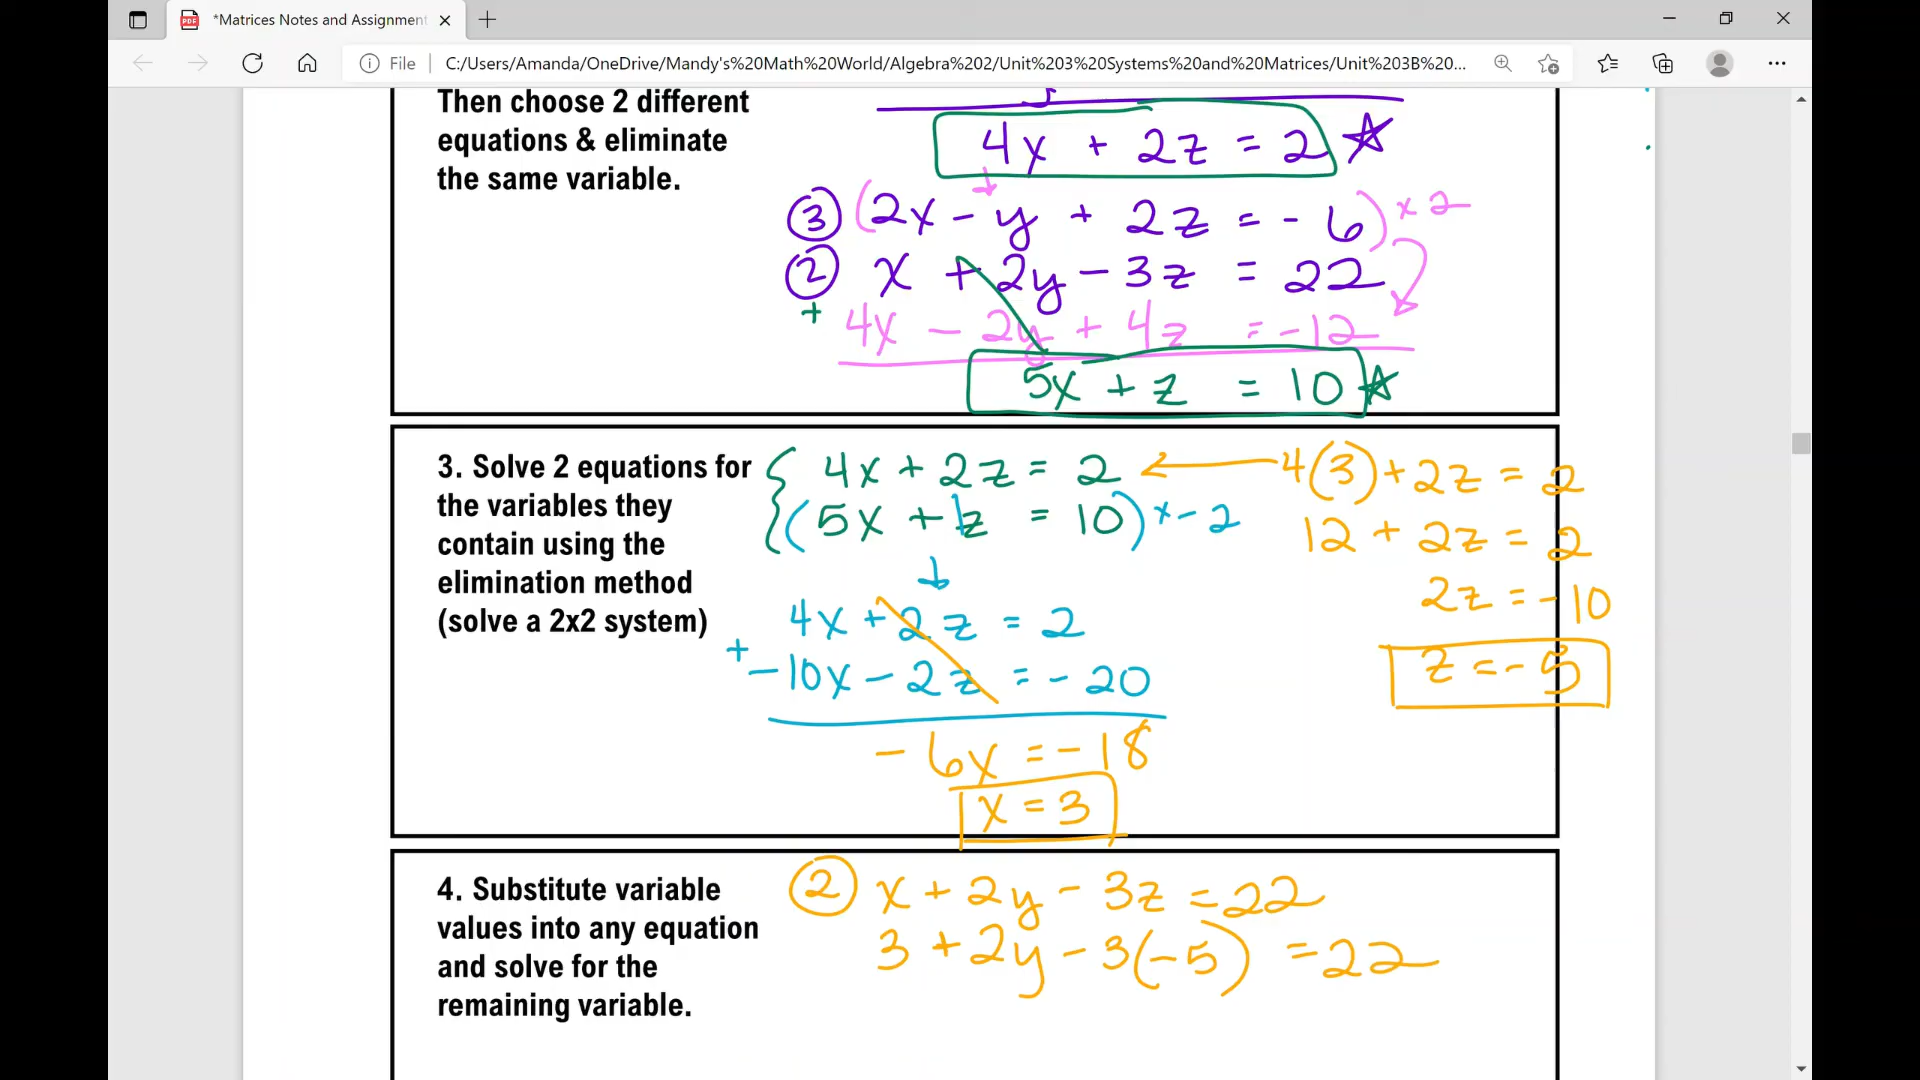 *Matrices Notes and Assignment
File C:/Users/Amanda/OneDrive/Mandy's%20Math%20World/Algebra%202/Unit%203%20Systems%20and%20Matrices/Unit%203B%20...
Then choose 2 different
equations & eliminate
the same variable.
4x + 2z = 2 ☆
③ (2x - y + 2z = -6) x 2
② x + 2y - 3z = 22
+ 4x - 2y + 4z = -12
5x + z = 10 ☆
3. Solve 2 equations for
the variables they
contain using the
elimination method
(solve a 2x2 system)
{ 4x + 2z = 2
(5x + z = 10) x - 2
4x + 2z = 2
+ -10x - 2z = -20
-6x = -18
x = 3
4(3) + 2z = 2
12 + 2z = 2
2z = -10
z = -5
4. Substitute variable
values into any equation
and solve for the
remaining variable.
② x + 2y - 3z = 22
3 + 2y - 3(-5) = 22